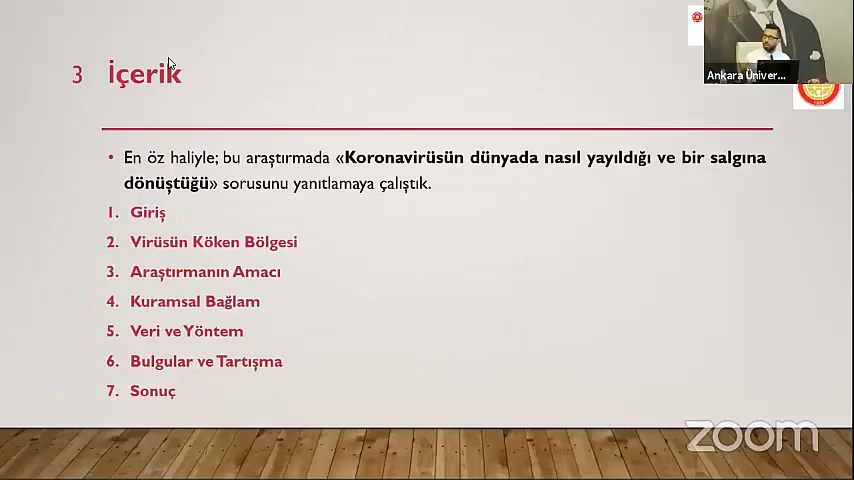 3 İçerik
Ankara Üniver...
• En öz haliyle; bu araştırmada «Koronavirüsün dünyada nasıl yayıldığı ve bir salgına
dönüştüğü» sorusunu yanıtlamaya çalıştık.
1. Giriş
2. Virüsün Köken Bölgesi
3. Araştırmanın Amacı
4. Kuramsal Bağlam
5. Veri ve Yöntem
6. Bulgular ve Tartışma
7. Sonuç
zoom